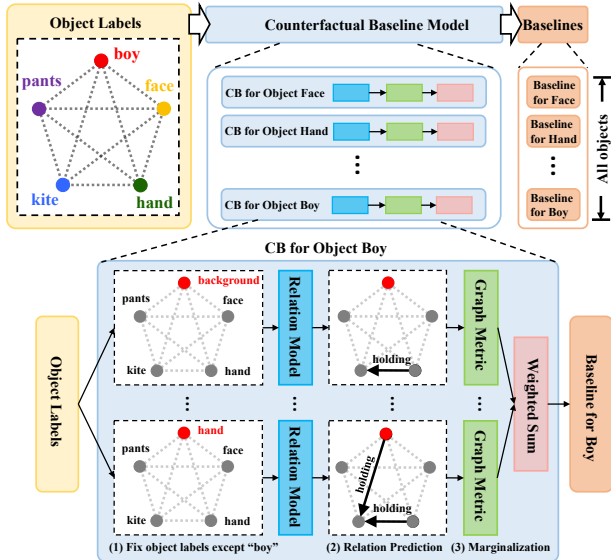 Object Labels
Counterfactual Baseline Model
Baselines
boy
pants
face
kite
hand
CB for Object Face
CB for Object Hand
CB for Object Boy
Baseline
for Face
Baseline
for Hand
Baseline
for Boy
All objects
CB for Object Boy
Object Labels
background
pants
face
kite
hand
Relation Model
holding
Graph Metric
hand
pants
face
kite
hand
Relation Model
holding
holding
Graph Metric
Weighted Sum
Baseline for Boy
(1) Fix object labels except “boy”
(2) Relation Prediction
(3) Marginalization